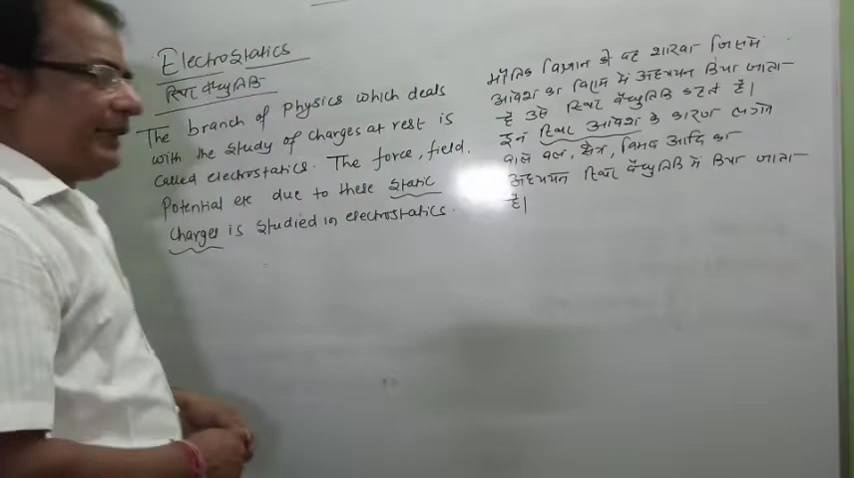 Electrostatics
स्थिर वैद्युतिकि
The branch of physics which deals
with the study of charges at rest is
called electrostatics. The force, field.
Potential etc due to these static
charges is studied in electrostatics.
भौतिक विज्ञान की वह शाखा जिसमें
आवेश का विराम में अध्ययन किया जाता
है उसे स्थिर वैद्युतिकि कहते हैं।
इन स्थिर आवेश के कारण लगने
वाले बल, क्षेत्र, विभव आदि का
अध्ययन स्थिर वैद्युतिकि में किया जाता
है।